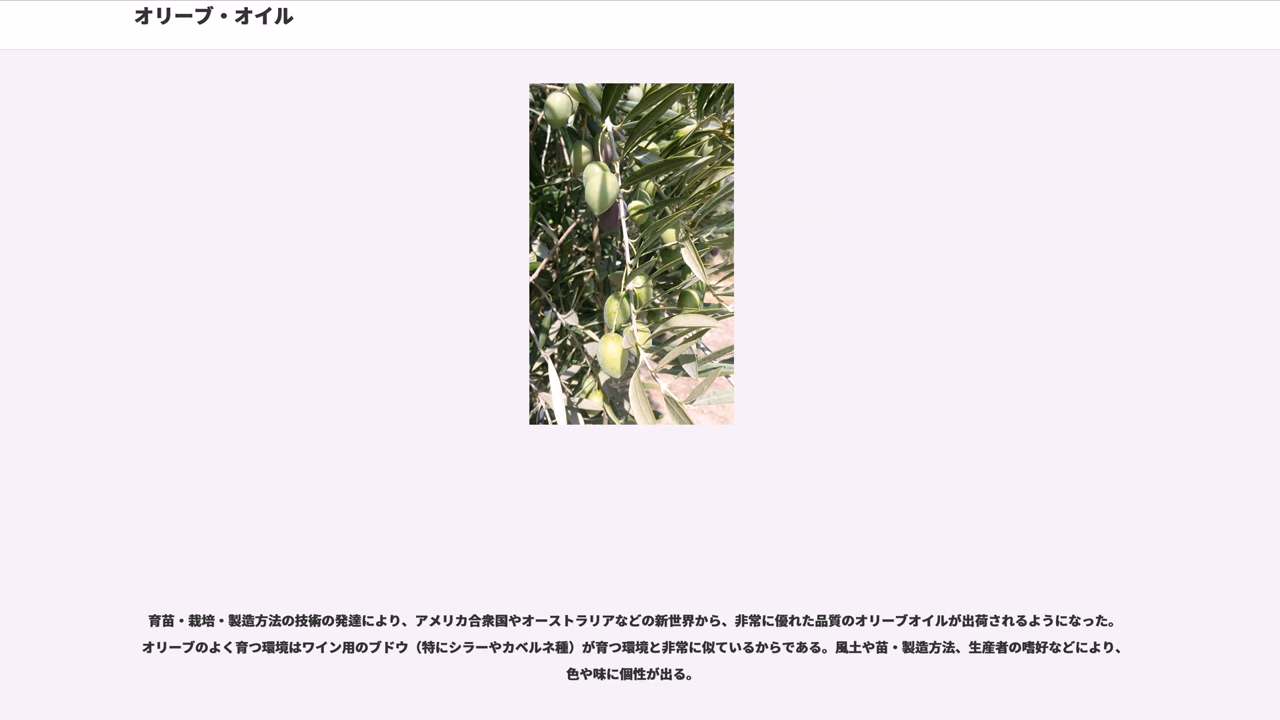 オリーブ・オイル
育苗・栽培・製造方法の技術の発達により、アメリカ合衆国やオーストラリアなどの新世界から、非常に優れた品質のオリーブオイルが出荷されるようになった。
オリーブのよく育つ環境はワイン用のブドウ（特にシラーやカベルネ種）が育つ環境と非常に似ているからである。風土や苗・製造方法、生産者の嗜好などにより、
色や味に個性が出る。